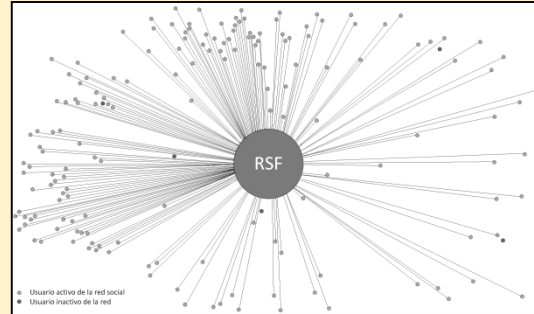 RSF
Usuario activo de la red social
Usuario inactivo de la red